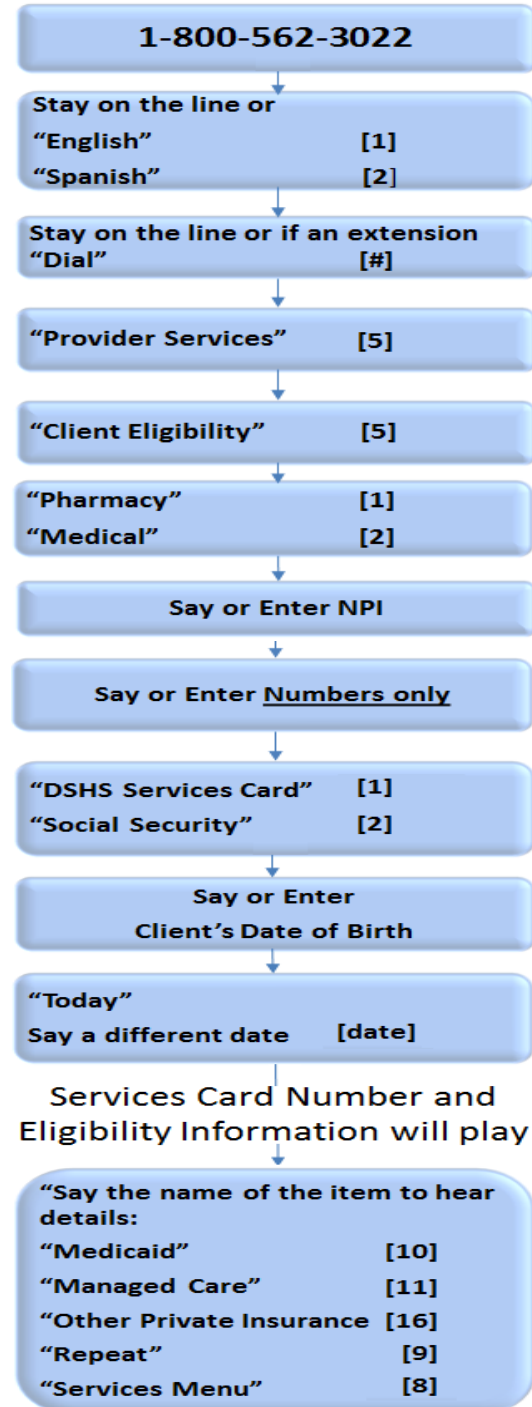 1-800-562-3022
Stay on the line or
“English” [1]
“Spanish” [2]
Stay on the line or if an extension
“Dial” [#]
“Provider Services” [5]
“Client Eligibility” [5]
“Pharmacy” [1]
“Medical” [2]
Say or Enter NPI
Say or Enter Numbers only
“DSHS Services Card” [1]
“Social Security” [2]
Say or Enter
Client’s Date of Birth
“Today”
Say a different date [date]
Services Card Number and
Eligibility Information will play
“Say the name of the item to hear
details:
“Medicaid” [10]
“Managed Care” [11]
“Other Private Insurance [16]
“Repeat” [9]
“Services Menu” [8]